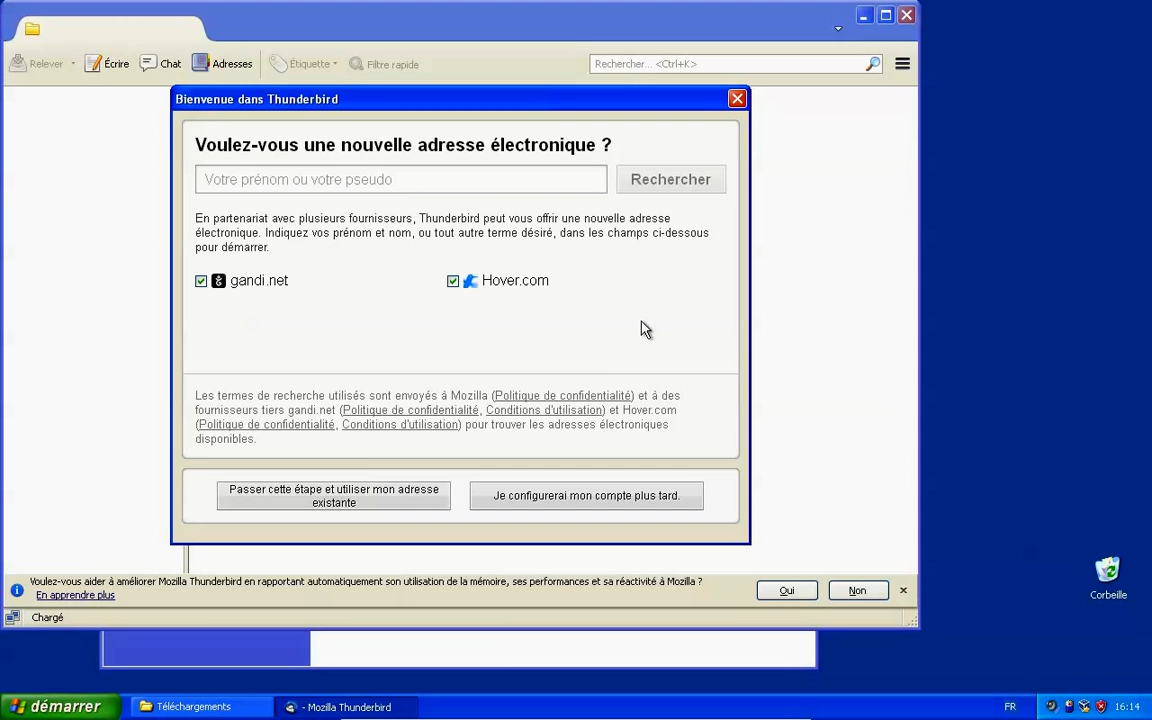 Relever
Écrire
Chat
Adresses
Étiquette
Filtre rapide
Rechercher... <Ctrl+K>
Bienvenue dans Thunderbird
Voulez-vous une nouvelle adresse électronique ?
Votre prénom ou votre pseudo
Rechercher
En partenariat avec plusieurs fournisseurs, Thunderbird peut vous offrir une nouvelle adresse
électronique. Indiquez vos prénom et nom, ou tout autre terme désiré, dans les champs ci-dessous
pour démarrer.
gandi.net
Hover.com
Les termes de recherche utilisés sont envoyés à Mozilla (Politique de confidentialité) et à des
fournisseurs tiers gandi.net (Politique de confidentialité, Conditions d'utilisation) et Hover.com
(Politique de confidentialité, Conditions d'utilisation) pour trouver les adresses électroniques
disponibles.
Passer cette étape et utiliser mon adresse
existante
Je configurerai mon compte plus tard.
Voulez-vous aider à améliorer Mozilla Thunderbird en rapportant automatiquement son utilisation de la mémoire, ses performances et sa réactivité à Mozilla ?
En apprendre plus
Oui
Non
Chargé
Corbeille
démarrer
Téléchargements
- Mozilla Thunderbird
FR
16:14